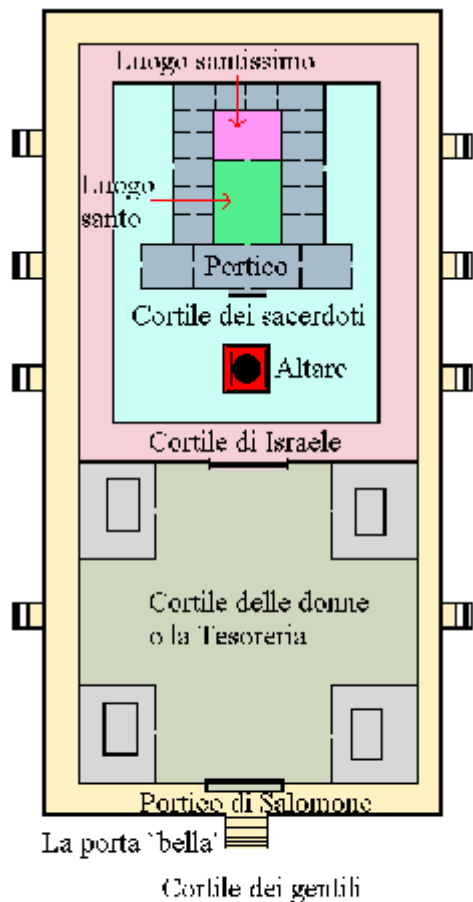 Luogo santissimo
Luogo
santo
Portico
Cortile dei sacerdoti
Altare
Cortile di Israele
Cortile delle donne
o la Tesoreria
Portico di Salomone
La porta `bella'
Cortile dei gentili